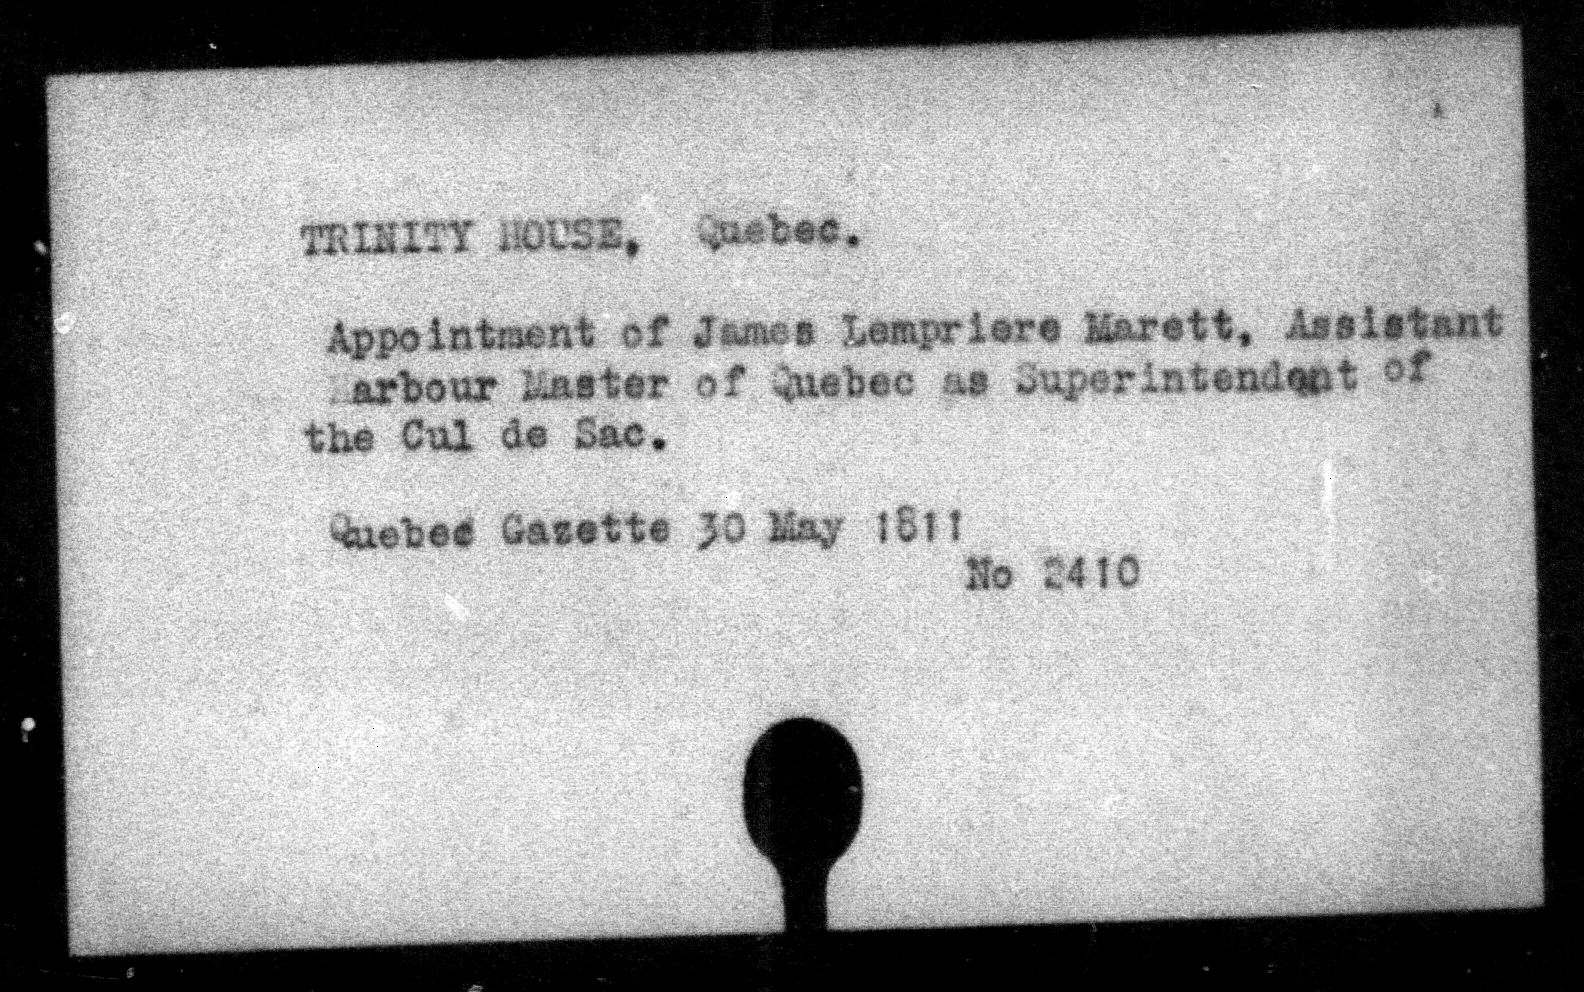 TRINITY HOUSE, Quebec.
Appointment of James Lempriere Marett, Assistant
Harbour Master of Quebec as Superintendent of
the Cul de Sac.
Quebec Gazette 30 May 1811
No 2410